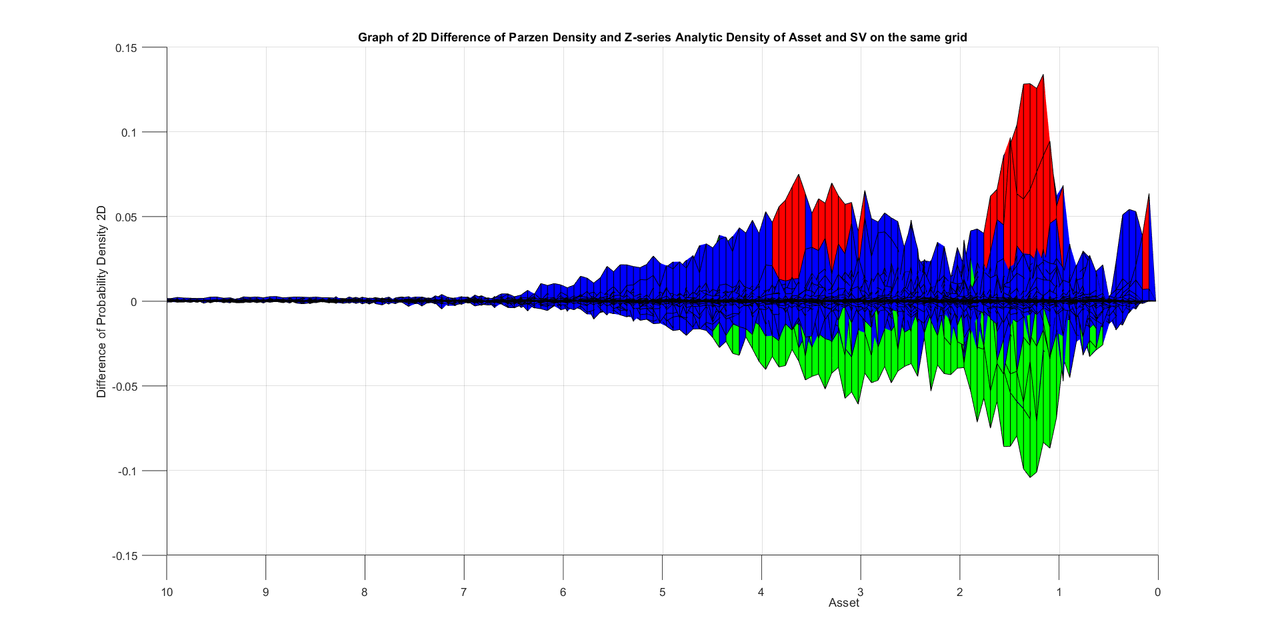 Graph of 2D Difference of Parzen Density and Z-series Analytic Density of Asset and SV on the same grid
Difference of Probability Density 2D
0.15
0.1
0.05
0
-0.05
-0.1
-0.15
10 9 8 7 6 5 4 3 2 1 0
Asset